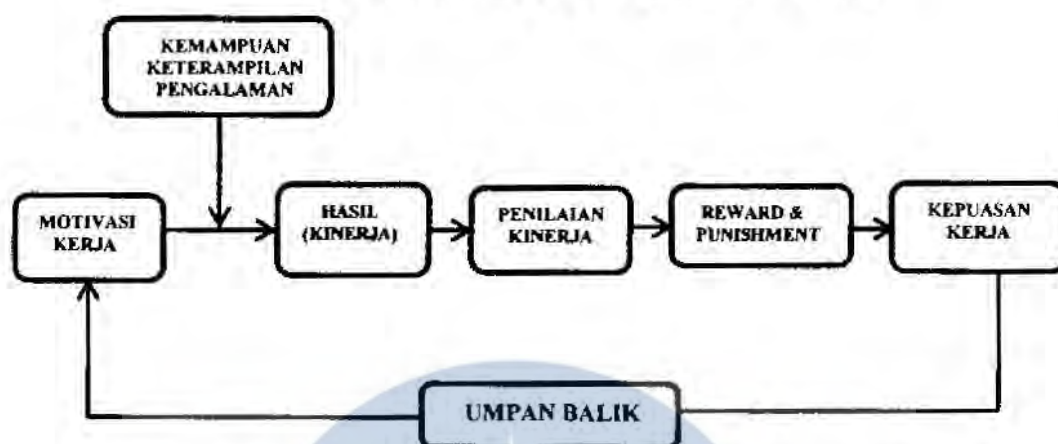 KEMAMPUAN
KETERAMPILAN
PENGALAMAN
MOTIVASI
KERJA
HASIL
(KINERJA)
PENILAIAN
KINERJA
REWARD &
PUNISHMENT
KEPUASAN
KERJA
UMPAN BALIK